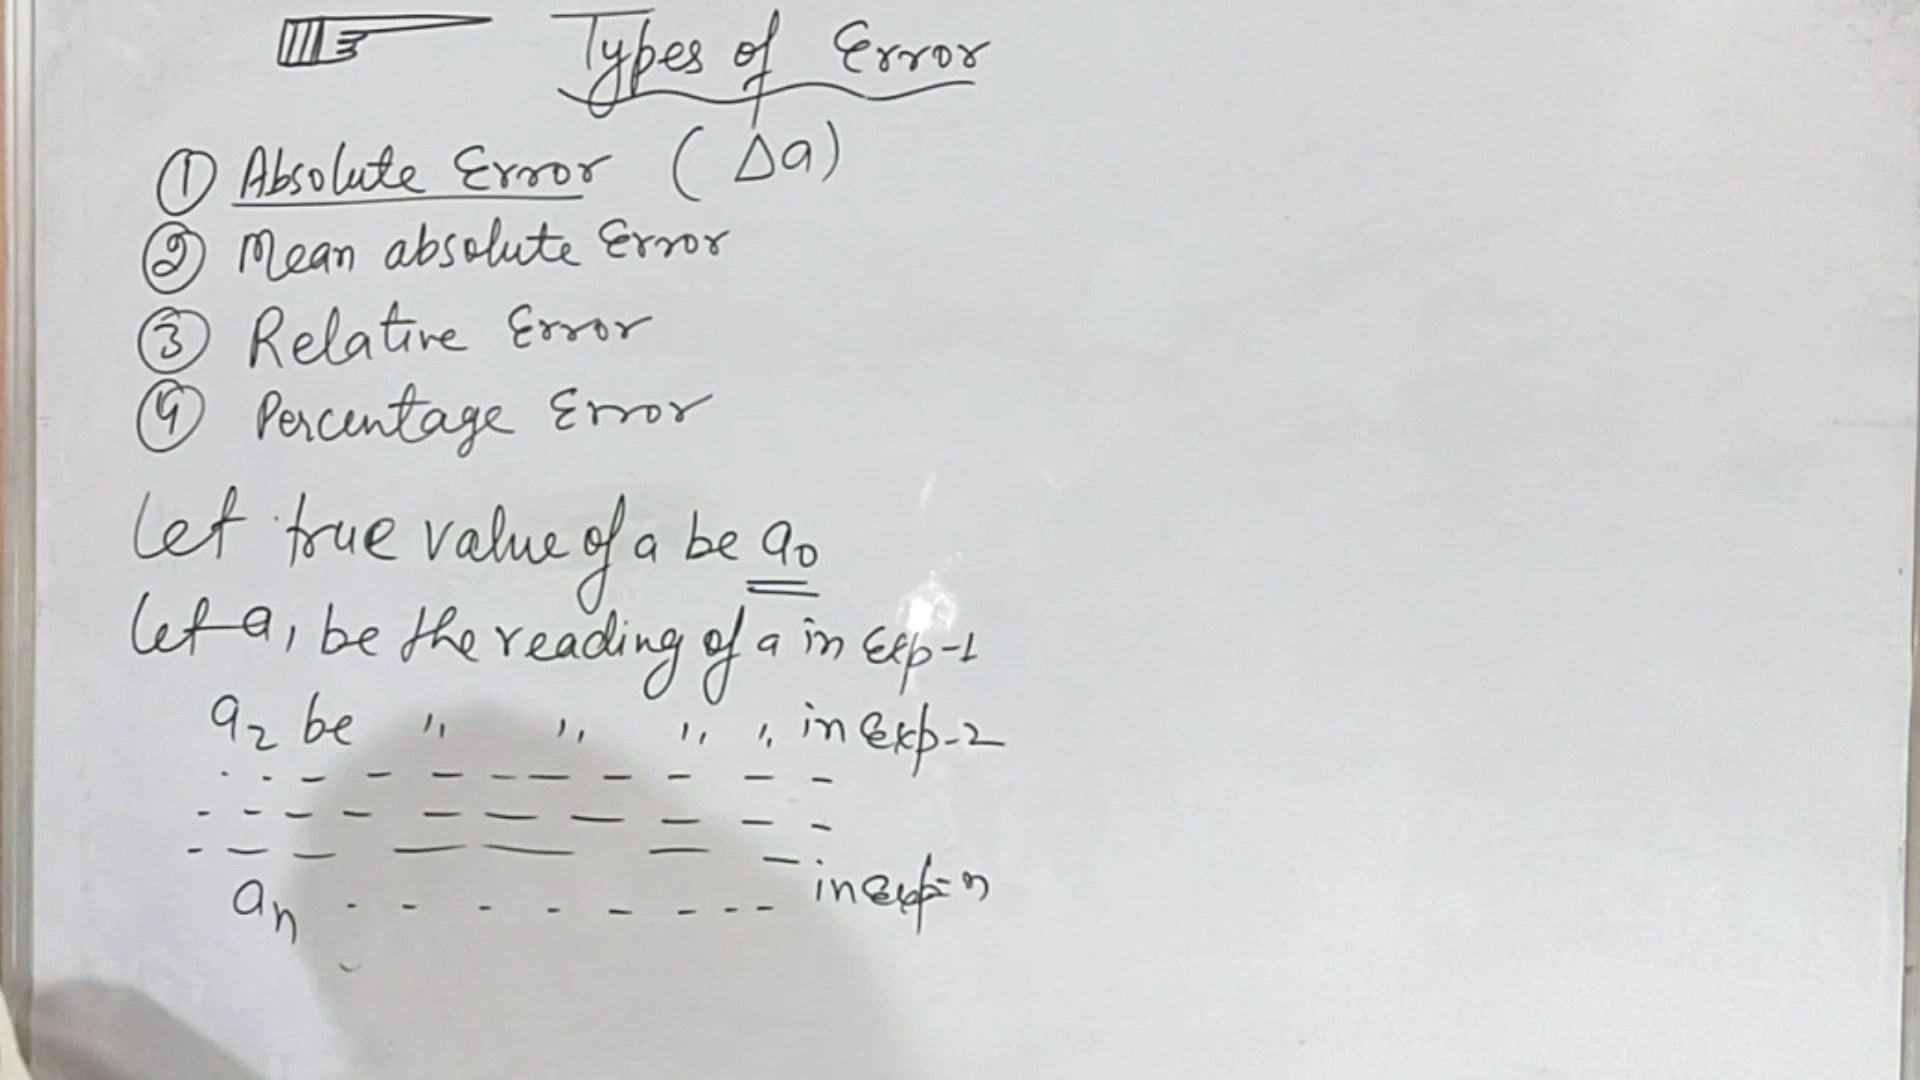 Types of Error
① Absolute Error (Δa)
② Mean absolute Error
③ Relative Error
④ Percentage Error
Let true value of a be a₀
Let a₁ be the reading of a in Exp-1
a₂ be ,, ,, ,, ,, in Exp-2
aₙ - - - - - - - - in Exp-n